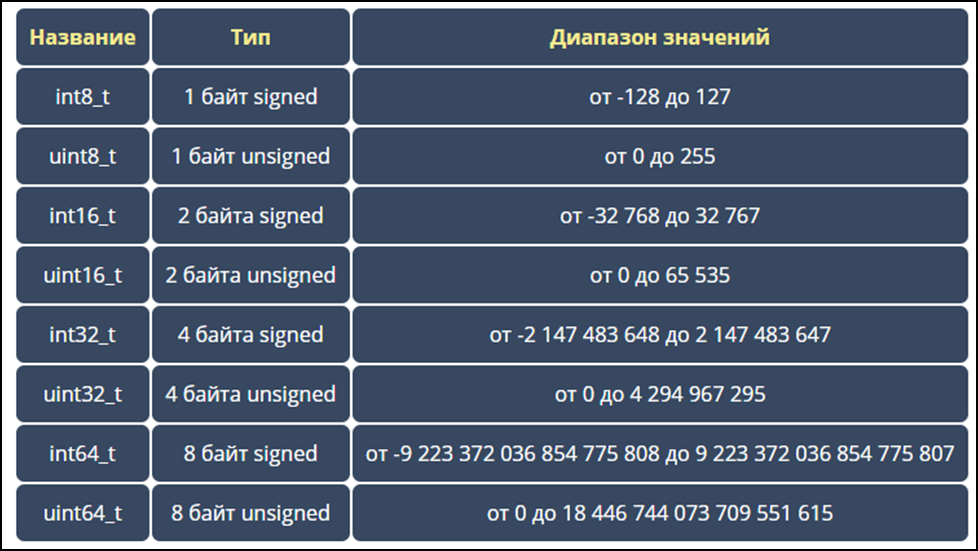 Название Тип Диапазон значений
int8_t 1 байт signed от -128 до 127
uint8_t 1 байт unsigned от 0 до 255
int16_t 2 байта signed от -32 768 до 32 767
uint16_t 2 байта unsigned от 0 до 65 535
int32_t 4 байта signed от -2 147 483 648 до 2 147 483 647
uint32_t 4 байта unsigned от 0 до 4 294 967 295
int64_t 8 байт signed от -9 223 372 036 854 775 808 до 9 223 372 036 854 775 807
uint64_t 8 байт unsigned от 0 до 18 446 744 073 709 551 615